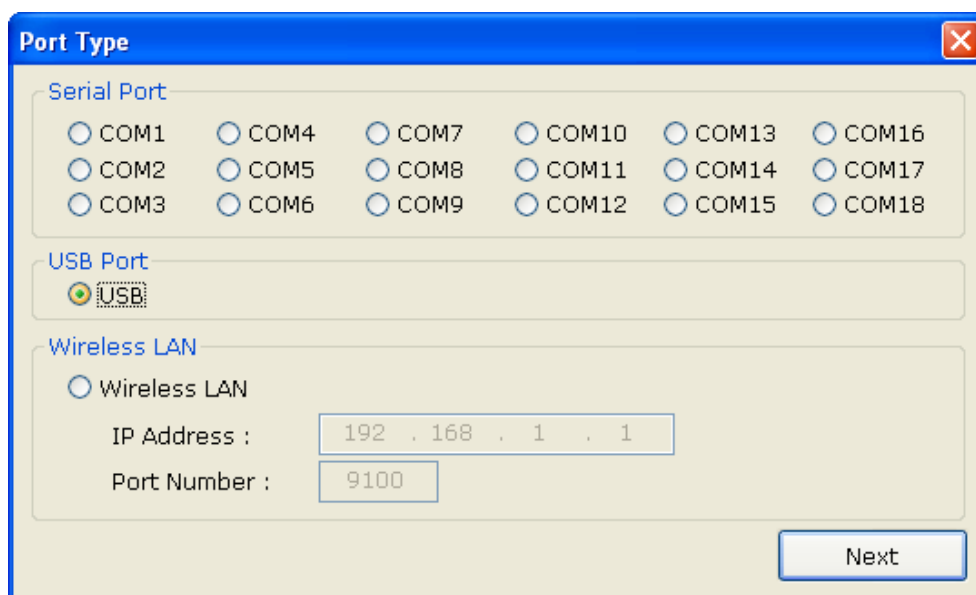 Port Type
Serial Port
COM1 COM4 COM7 COM10 COM13 COM16
COM2 COM5 COM8 COM11 COM14 COM17
COM3 COM6 COM9 COM12 COM15 COM18
USB Port
USB
Wireless LAN
Wireless LAN
IP Address : 192 . 168 . 1 . 1
Port Number : 9100
Next